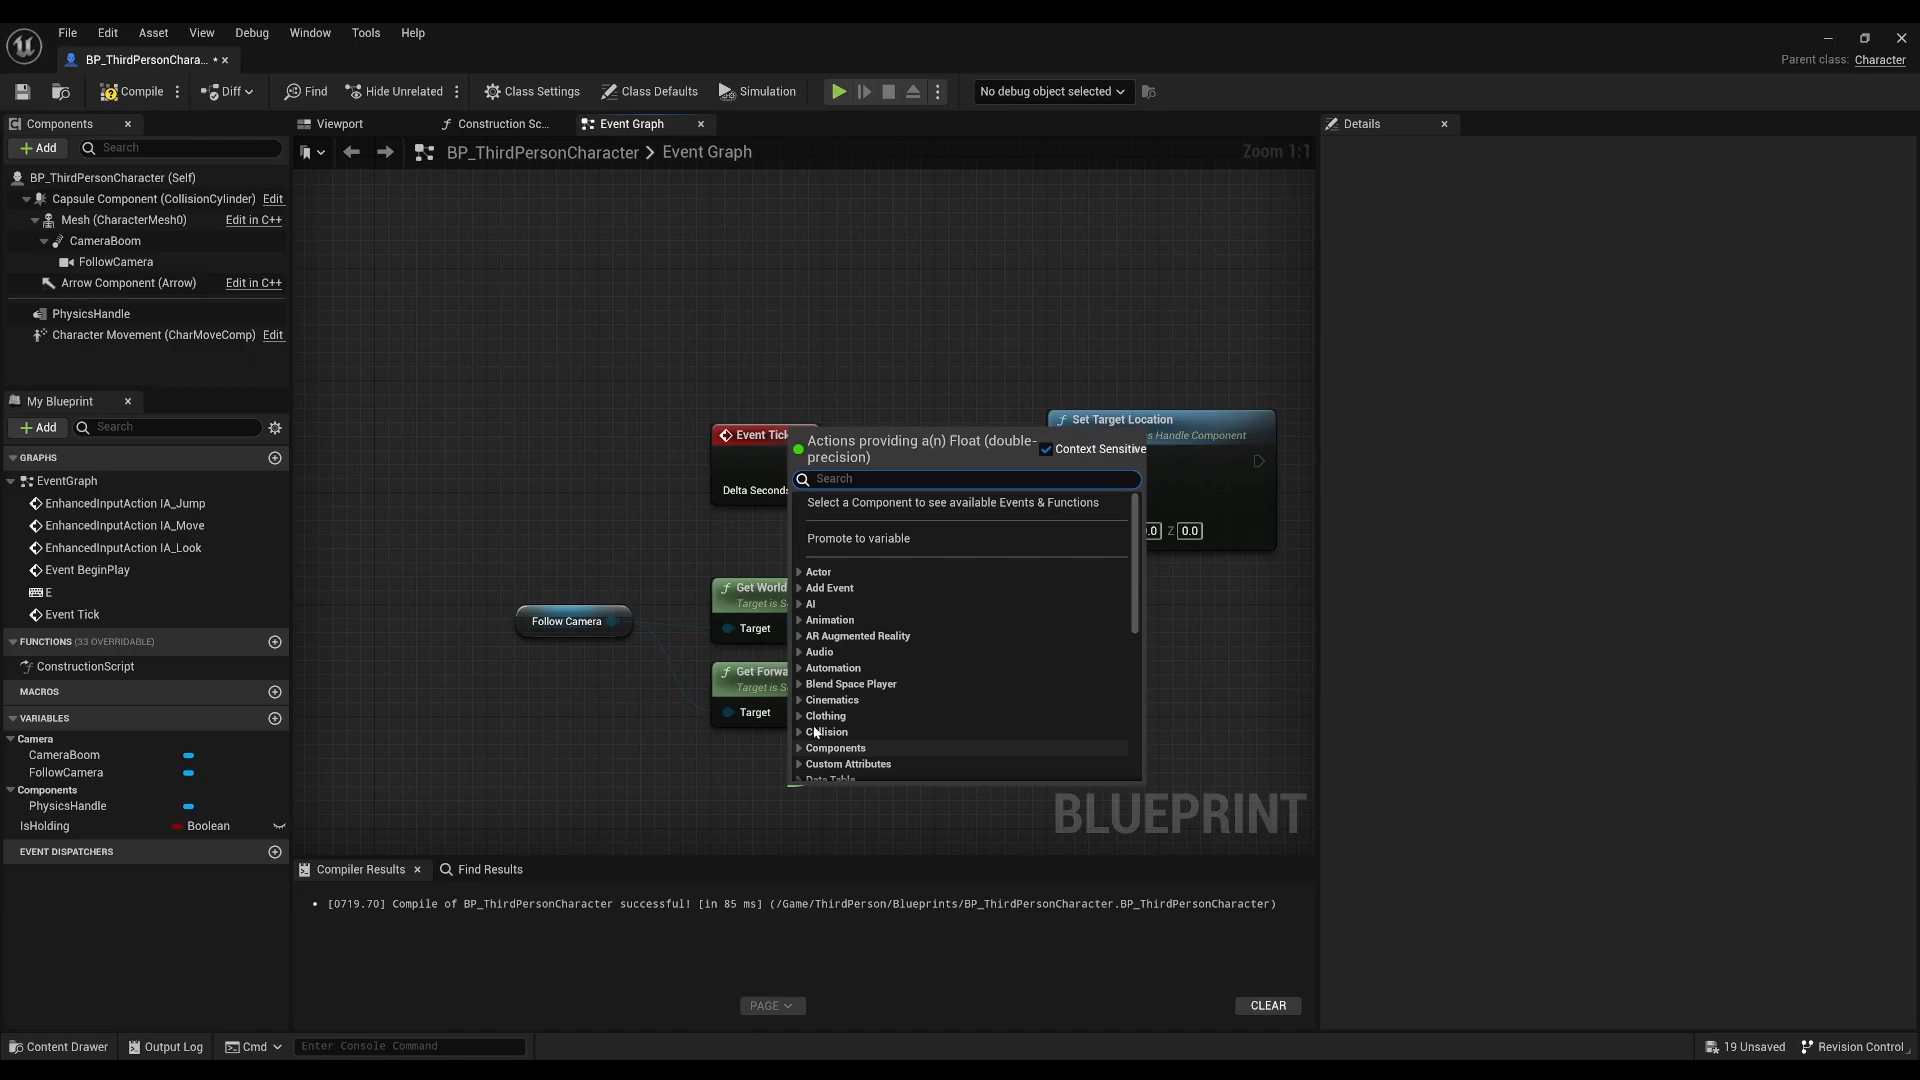 File Edit Asset View Debug Window Tools Help
BP_ThirdPersonChara... *
Parent class: Character
Compile Diff Find Hide Unrelated Class Settings Class Defaults Simulation No debug object selected
Components
Viewport Construction Sc... Event Graph
Details
Add Search
BP_ThirdPersonCharacter > Event Graph
Zoom 1:1
BP_ThirdPersonCharacter (Self)
Capsule Component (CollisionCylinder) Edit
Mesh (CharacterMesh0) Edit in C++
CameraBoom
FollowCamera
Arrow Component (Arrow) Edit in C++
PhysicsHandle
Character Movement (CharMoveComp) Edit
My Blueprint
Add Search
GRAPHS
EventGraph
EnhancedInputAction IA_Jump
EnhancedInputAction IA_Move
EnhancedInputAction IA_Look
Event BeginPlay
E
Event Tick
FUNCTIONS (33 OVERRIDABLE)
ConstructionScript
MACROS
VARIABLES
Camera
CameraBoom
FollowCamera
Components
PhysicsHandle
IsHolding Boolean
EVENT DISPATCHERS
Event Tick
Delta Seconds
f Set Target Location
s Handle Component
.0 Z 0.0
Follow Camera
f Get World
Target is S
Target
f Get Forwa
Target is S
Target
Actions providing a(n) Float (double-
precision)
Context Sensitive
Search
Select a Component to see available Events & Functions
Promote to variable
Actor
Add Event
AI
Animation
AR Augmented Reality
Audio
Automation
Blend Space Player
Cinematics
Clothing
Collision
Components
Custom Attributes
Data Table
BLUEPRINT
Compiler Results Find Results
• [0719.70] Compile of BP_ThirdPersonCharacter successful! [in 85 ms] (/Game/ThirdPerson/Blueprints/BP_ThirdPersonCharacter.BP_ThirdPersonCharacter)
PAGE
CLEAR
Content Drawer Output Log Cmd Enter Console Command
19 Unsaved Revision Control